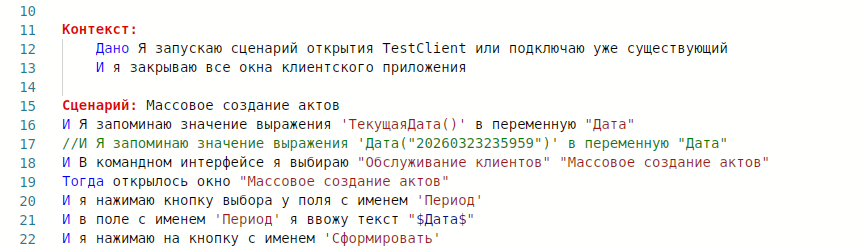 10
11 Контекст:
12 Дано Я запускаю сценарий открытия TestClient или подключаю уже существующий
13 И я закрываю все окна клиентского приложения
14
15 Сценарий: Массовое создание актов
16 И Я запоминаю значение выражения 'ТекущаяДата()' в переменную "Дата"
17 //И Я запоминаю значение выражения 'Дата("20260323235959")' в переменную "Дата"
18 И В командном интерфейсе я выбираю "Обслуживание клиентов" "Массовое создание актов"
19 Тогда открылось окно "Массовое создание актов"
20 И я нажимаю кнопку выбора у поля с именем 'Период'
21 И в поле с именем 'Период' я ввожу текст "$Дата$"
22 И я нажимаю на кнопку с именем 'Сформировать'